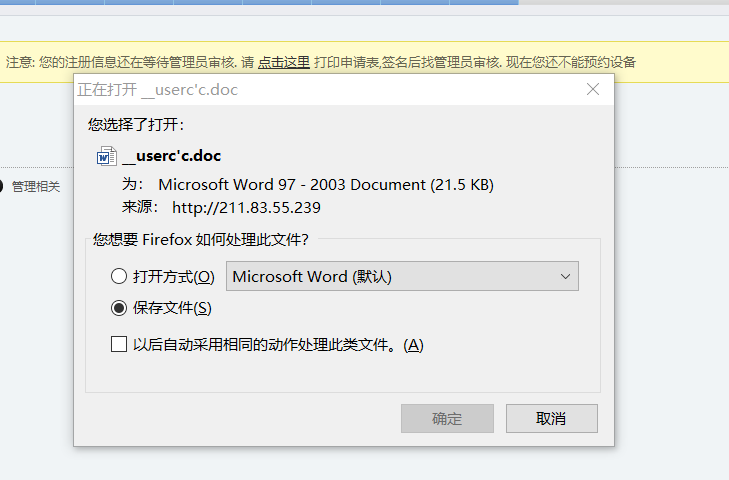 注意: 您的注册信息还在等待管理员审核. 请 点击这里 打印申请表,签名后找管理员审核. 现在您还不能预约设备
正在打开 __userc'c.doc
您选择了打开：
__userc'c.doc
为： Microsoft Word 97 - 2003 Document (21.5 KB)
管理相关
来源： http://211.83.55.239
您想要 Firefox 如何处理此文件？
打开方式(O) Microsoft Word (默认)
保存文件(S)
以后自动采用相同的动作处理此类文件。(A)
确定 取消